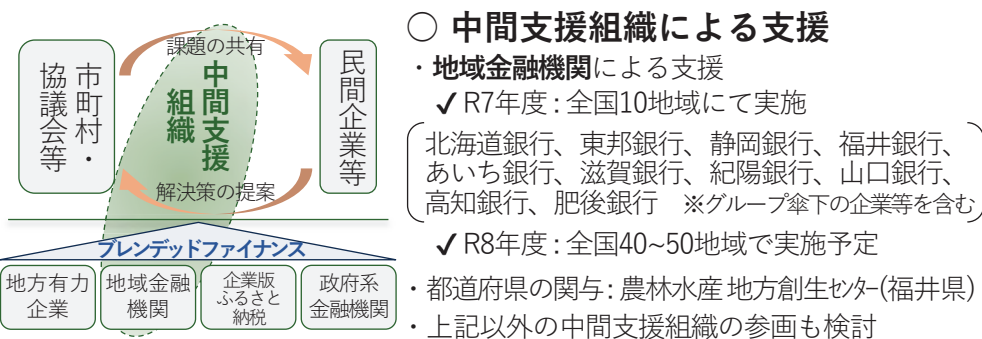 課題の共有
市町村・
協議会等
中間支援
組織
民間企業等
解決策の提案
ブレンデッドファイナンス
地方有力
企業
地域金融
機関
企業版
ふるさと
納税
政府系
金融機関
○ 中間支援組織による支援
・地域金融機関による支援
✓ R7年度：全国10地域にて実施
北海道銀行、東邦銀行、静岡銀行、福井銀行、
あいち銀行、滋賀銀行、紀陽銀行、山口銀行、
高知銀行、肥後銀行 ※グループ傘下の企業等を含む
✓ R8年度：全国40~50地域で実施予定
・都道府県の関与：農林水産 地方創生センター(福井県)
・上記以外の中間支援組織の参画も検討